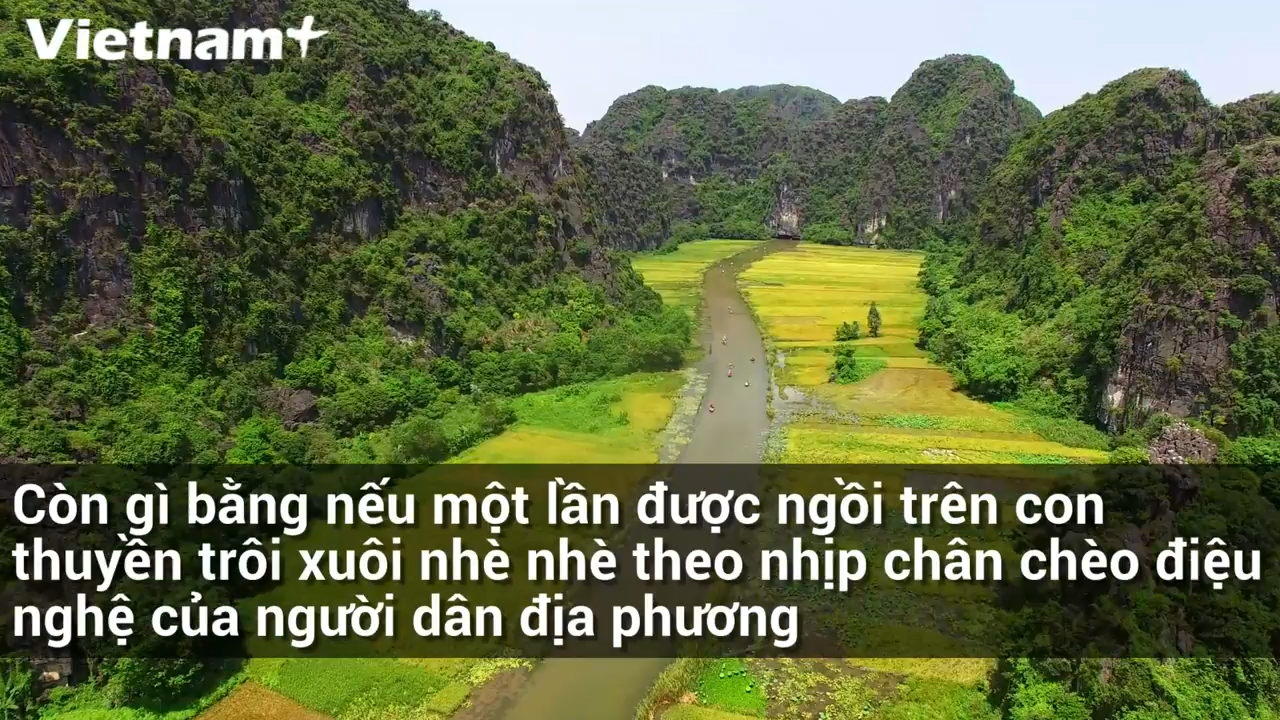 Vietnam+
Còn gì bằng nếu một lần được ngồi trên con
thuyền trôi xuôi nhè nhè theo nhịp chân chèo điệu
nghệ của người dân địa phương